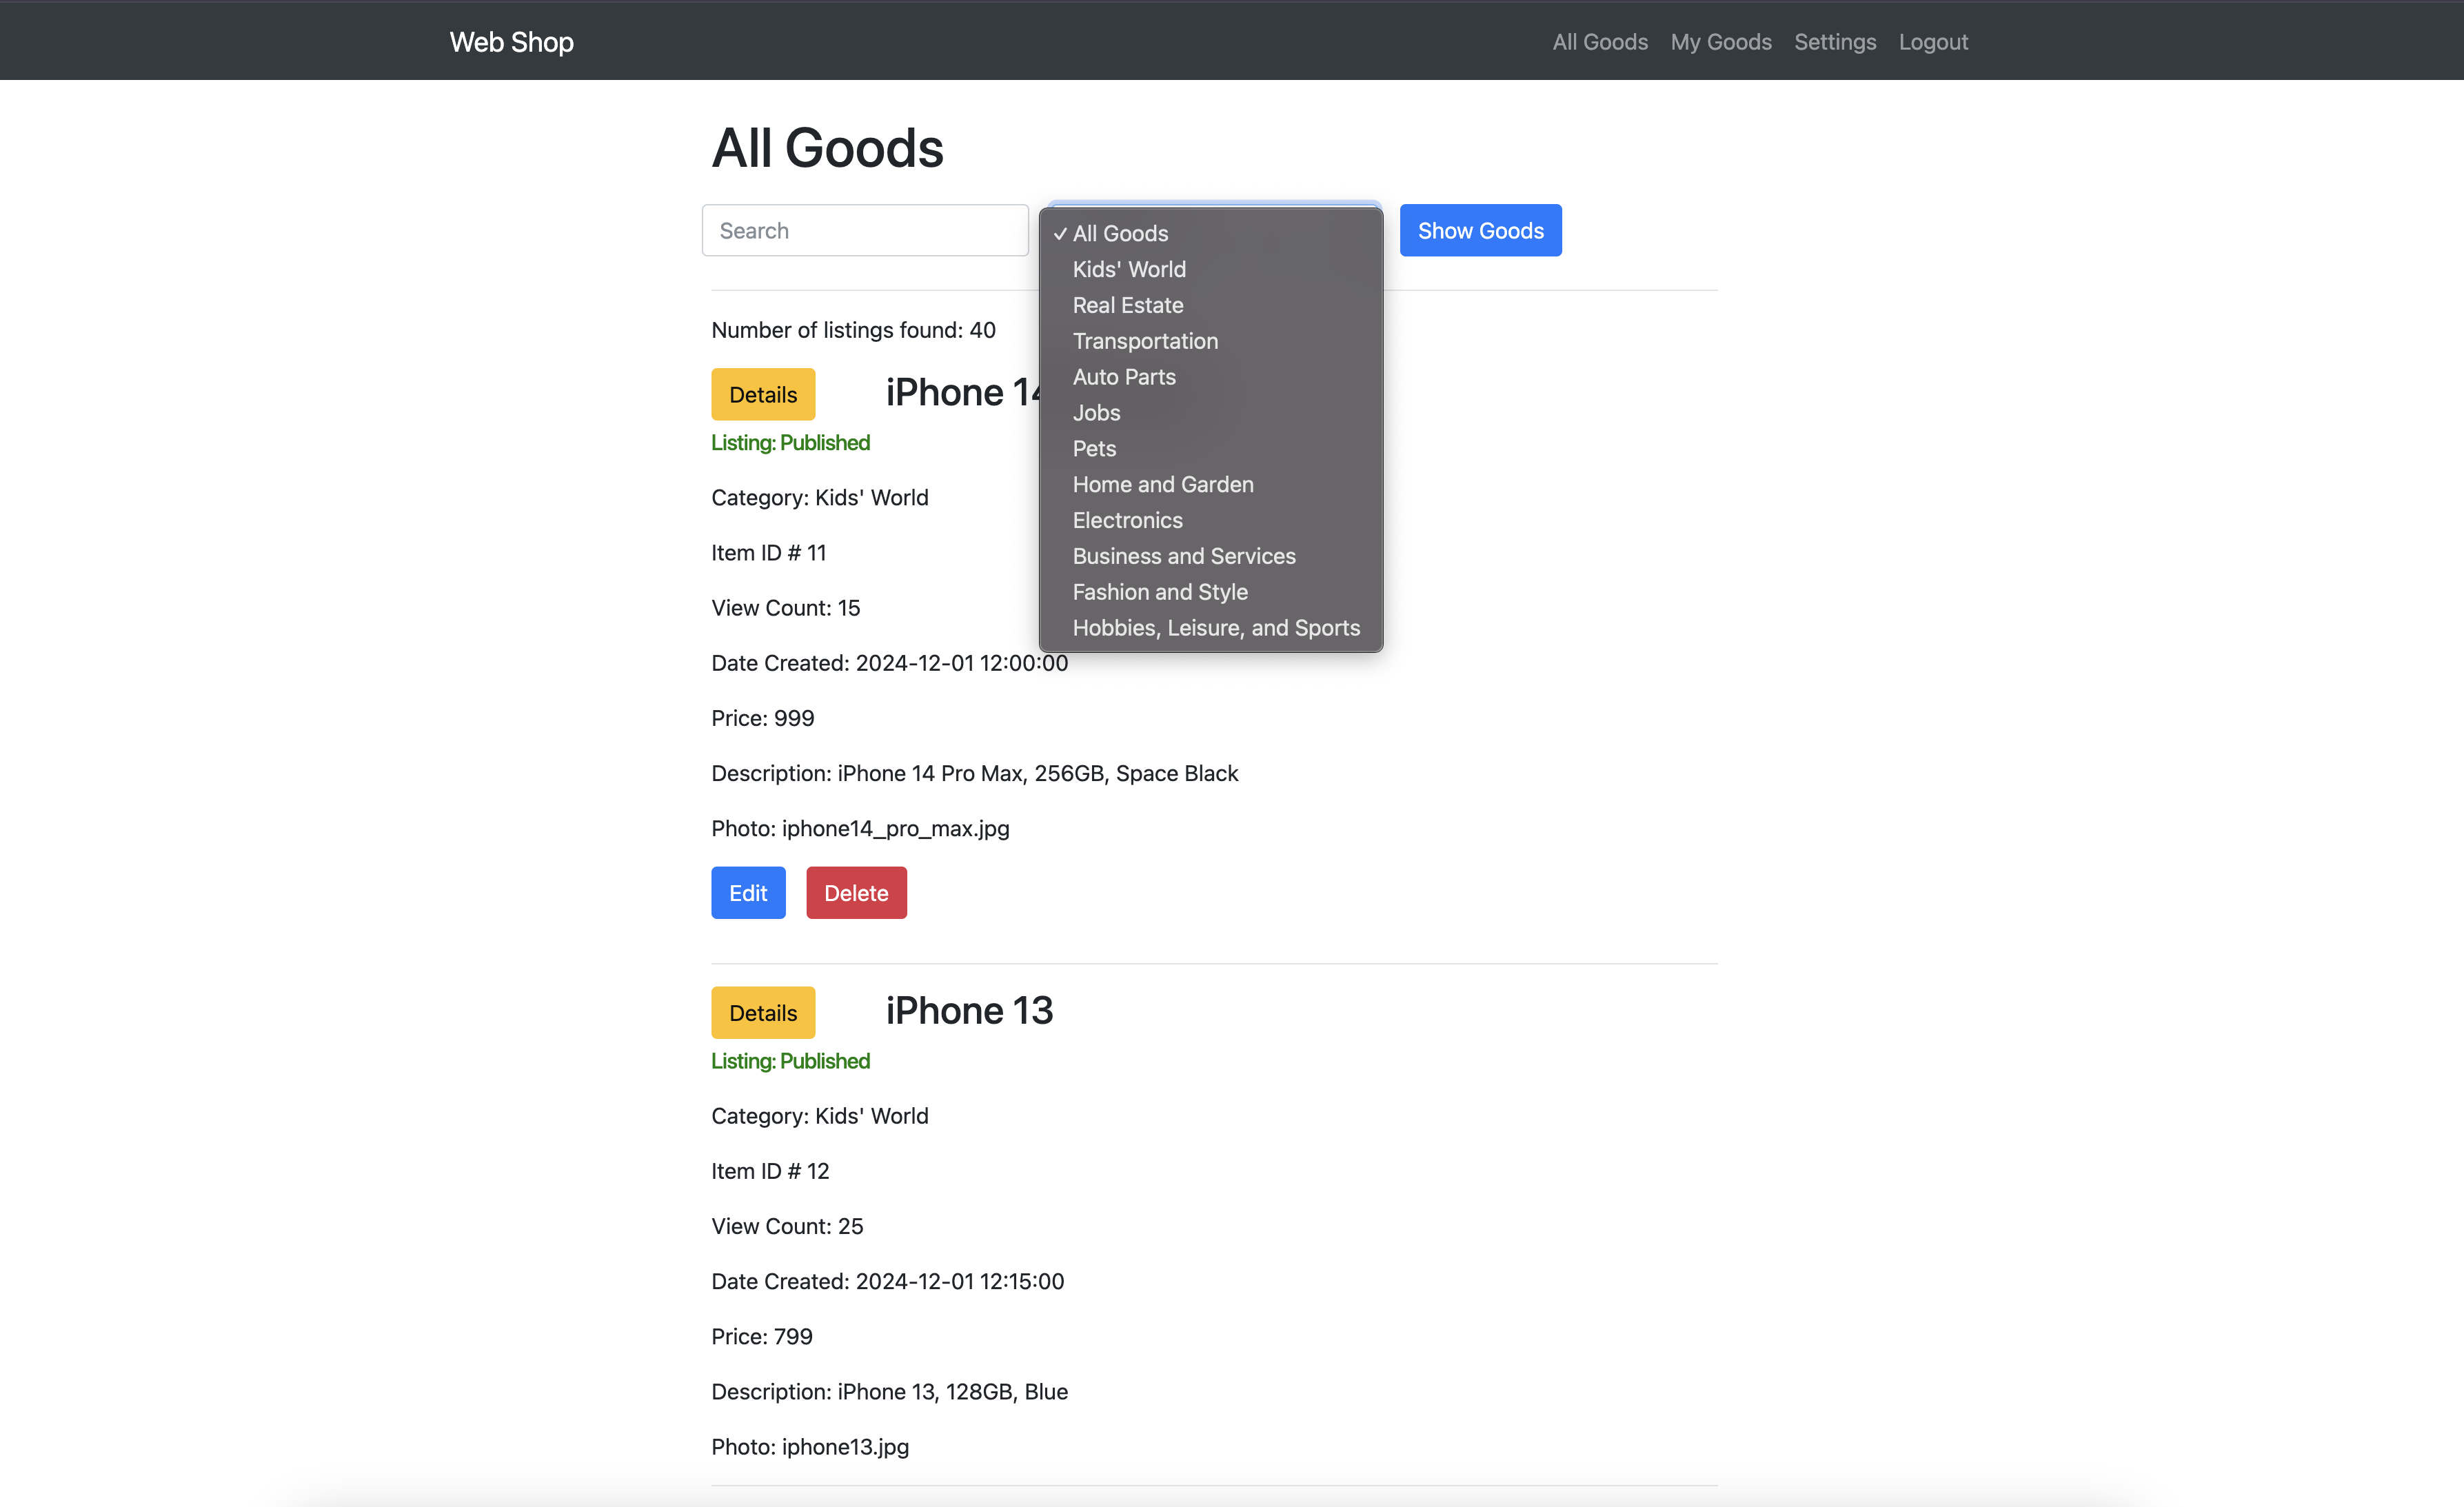 Web Shop
All Goods My Goods Settings Logout
All Goods
Search
Show Goods
All Goods
Kids' World
Real Estate
Transportation
Auto Parts
Jobs
Pets
Home and Garden
Electronics
Business and Services
Fashion and Style
Hobbies, Leisure, and Sports
Number of listings found: 40
Details
iPhone 14
Listing: Published
Category: Kids' World
Item ID # 11
View Count: 15
Date Created: 2024-12-01 12:00:00
Price: 999
Description: iPhone 14 Pro Max, 256GB, Space Black
Photo: iphone14_pro_max.jpg
Edit
Delete
Details
iPhone 13
Listing: Published
Category: Kids' World
Item ID # 12
View Count: 25
Date Created: 2024-12-01 12:15:00
Price: 799
Description: iPhone 13, 128GB, Blue
Photo: iphone13.jpg